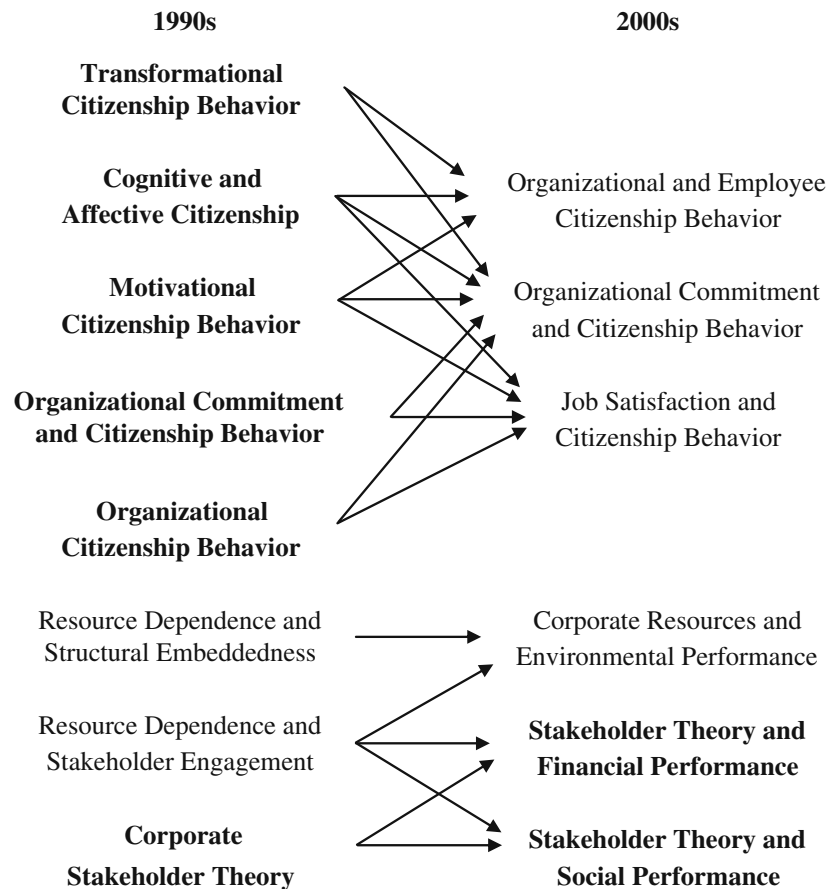 1990s
2000s
Transformational
Citizenship Behavior
Cognitive and
Affective Citizenship
Motivational
Citizenship Behavior
Organizational Commitment
and Citizenship Behavior
Organizational
Citizenship Behavior
Resource Dependence and
Structural Embeddedness
Resource Dependence and
Stakeholder Engagement
Corporate
Stakeholder Theory
Organizational and Employee
Citizenship Behavior
Organizational Commitment
and Citizenship Behavior
Job Satisfaction and
Citizenship Behavior
Corporate Resources and
Environmental Performance
Stakeholder Theory and
Financial Performance
Stakeholder Theory and
Social Performance